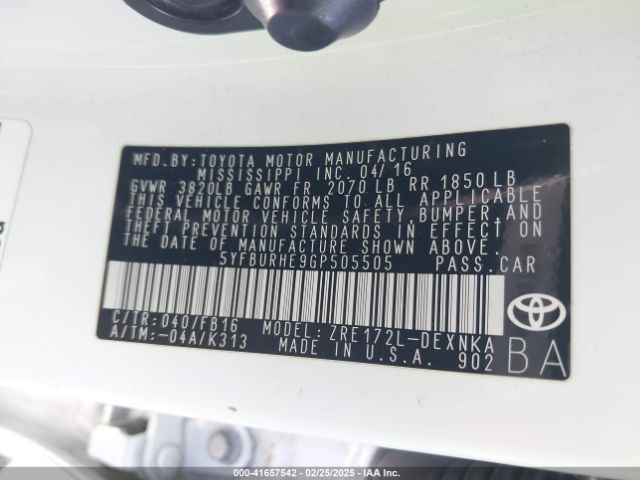 MFD. BY: TOYOTA MOTOR MANUFACTURING
MISSISSIPPI INC. 04/16
GVWR 3820LB GAWR FR 2070 LB RR 1850 LB
THIS VEHICLE CONFORMS TO ALL APPLICABLE
FEDERAL MOTOR VEHICLE SAFETY, BUMPER, AND
THEFT PREVENTION STANDARDS IN EFFECT ON
THE DATE OF MANUFACTURE SHOWN ABOVE.
5YFBURHE9GP505505 PASS. CAR
C/TR: 040/FB16 MODEL: ZRE172L-DEXNKA
A/TM: -04A/K313 MADE IN U.S.A. 902
BA
000-41657542 / 02/25/2025 / IAA, Inc.